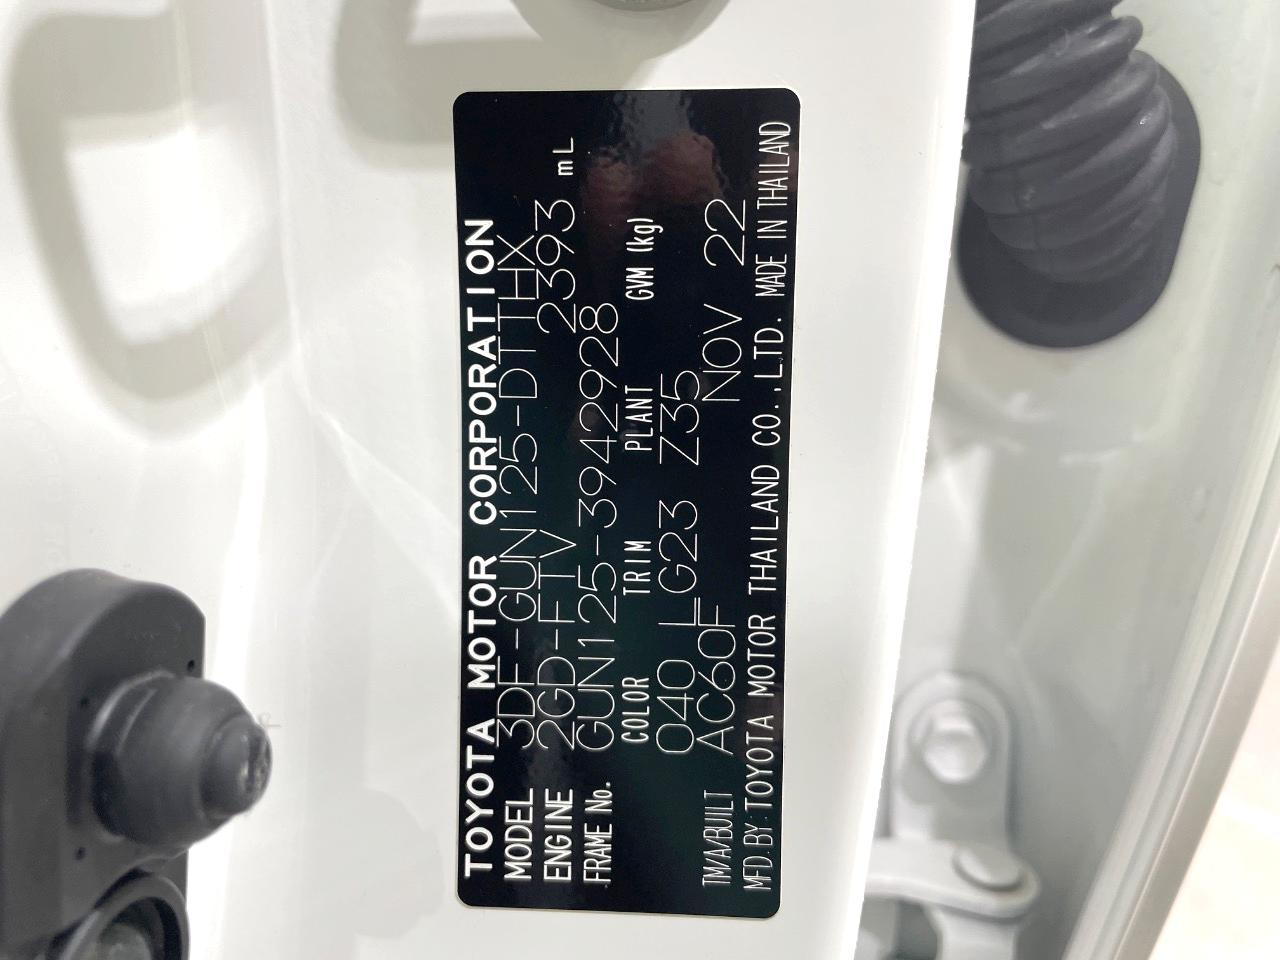 TOYOTA MOTOR CORPORATION
MODEL 3DF-GUN125-DTTHX
ENGINE 2GD-FTV 2393 mL
FRAME No. GUN125-3942928
COLOR TRIM PLANT GVM (kg)
040 LG23 Z35
TM/A/BUILT AC60F NOV 22
MFD. BY: TOYOTA MOTOR THAILAND CO.,LTD. MADE IN THAILAND